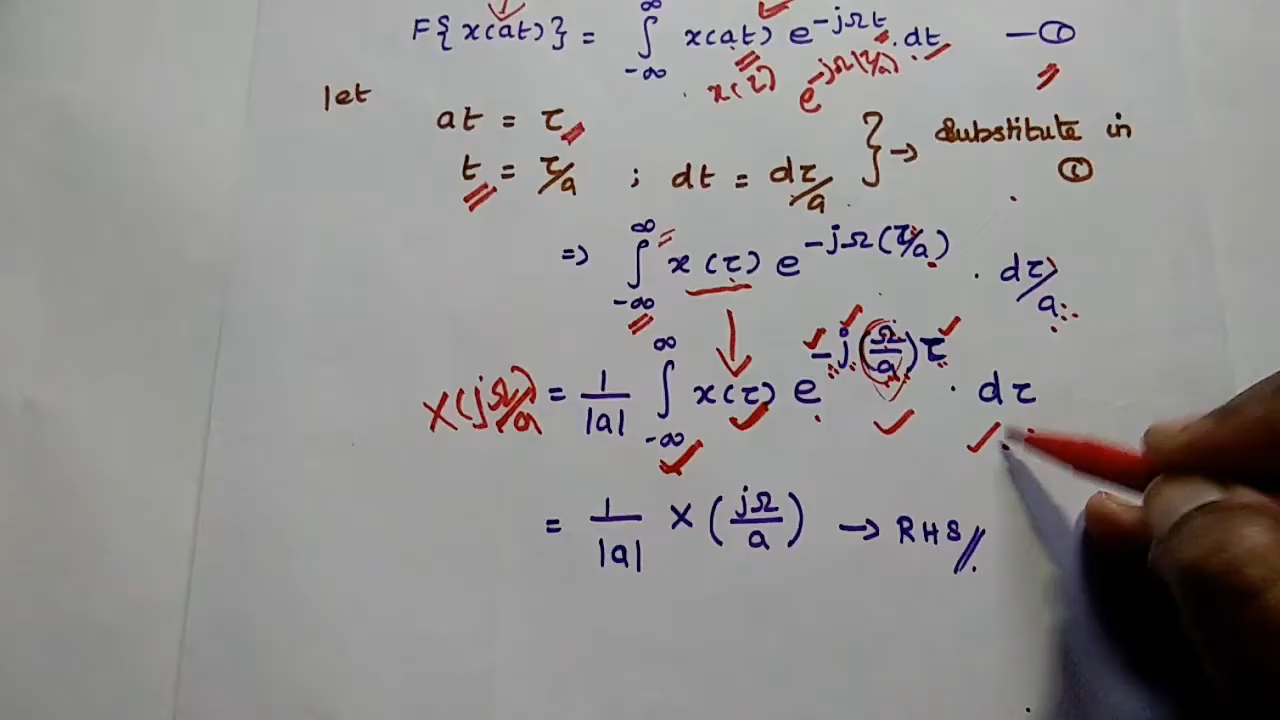 F{x(at)} = ∫_{-∞}^{∞} x(at) e^{-jΩt} . dt —①
x(τ) e^{-jΩ(τ/a)}
let
at = τ
t = τ/a ; dt = dτ/a } → Substitute in ①
⇒ ∫_{-∞}^{∞} x(τ) e^{-jΩ(τ/a)} . dτ/a
X(jΩ/a) = 1/|a| ∫_{-∞}^{∞} x(τ) e^{-j(Ω/a)τ} . dτ
= 1/|a| X(jΩ/a) → RHS//